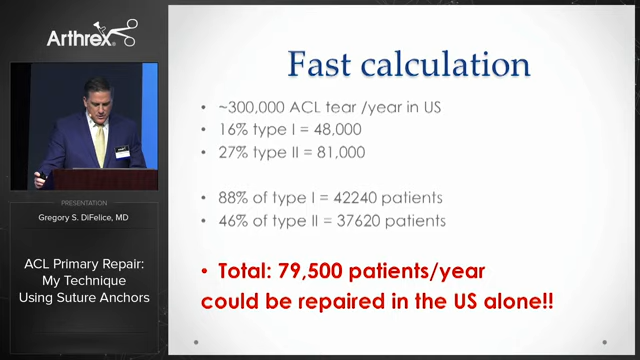 Arthrex®
PRESENTATION
Gregory S. DiFelice, MD
ACL Primary Repair:
My Technique
Using Suture Anchors
Fast calculation
• ~300,000 ACL tear /year in US
• 16% type I = 48,000
• 27% type II = 81,000
• 88% of type I = 42240 patients
• 46% of type II = 37620 patients
• Total: 79,500 patients/year
could be repaired in the US alone!!